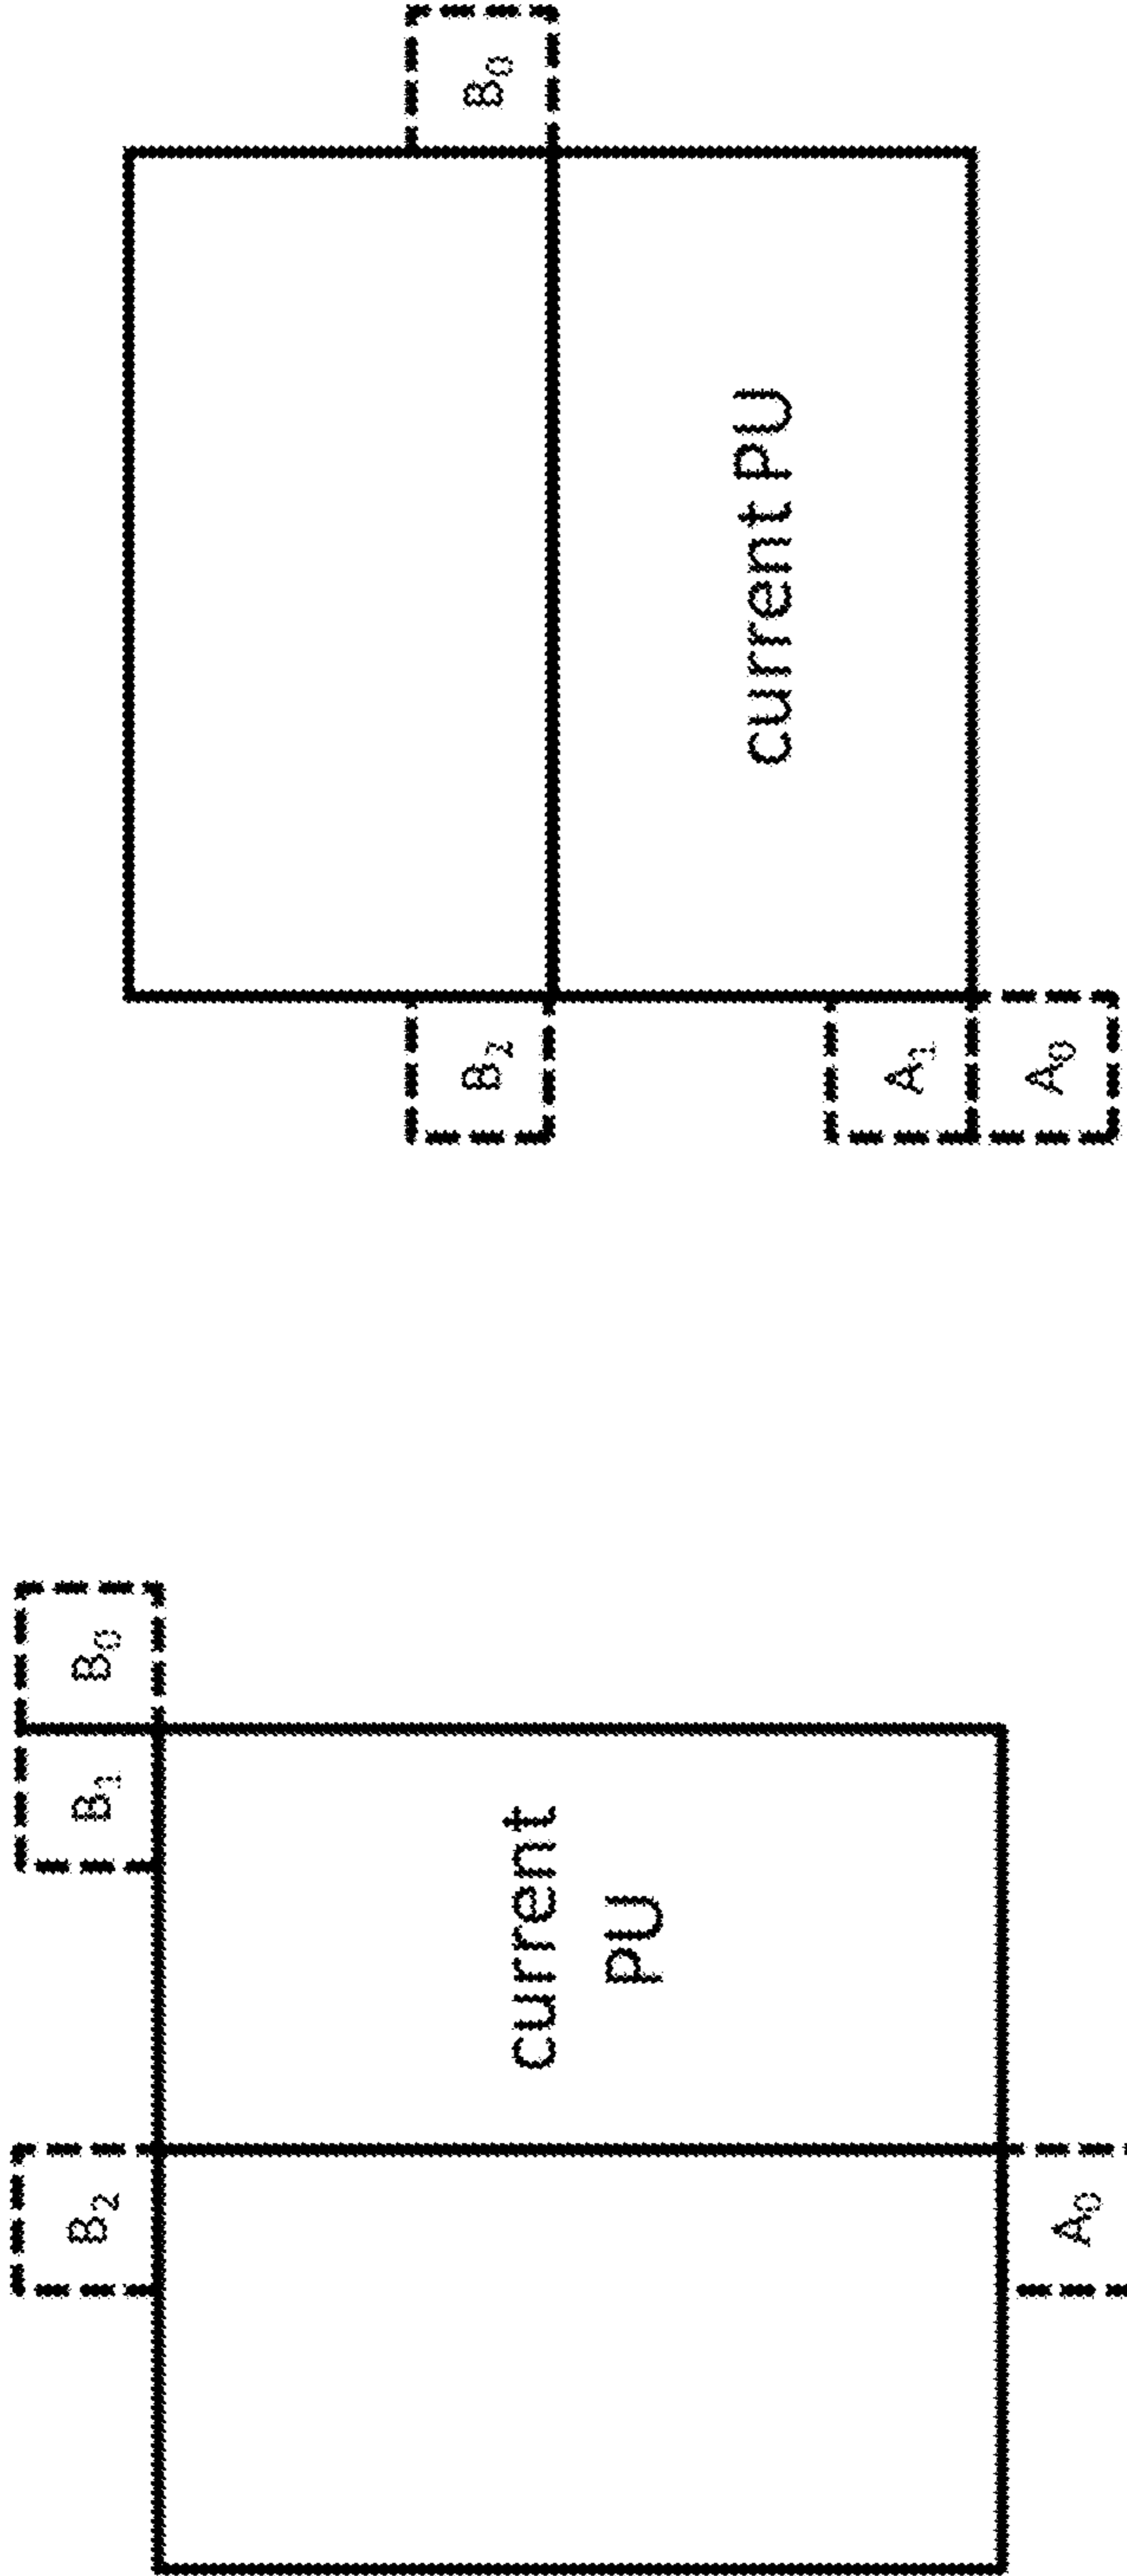 B₂ B₁ B₀
current
PU
A₀
B₂ B₀
current PU
A₁
A₀